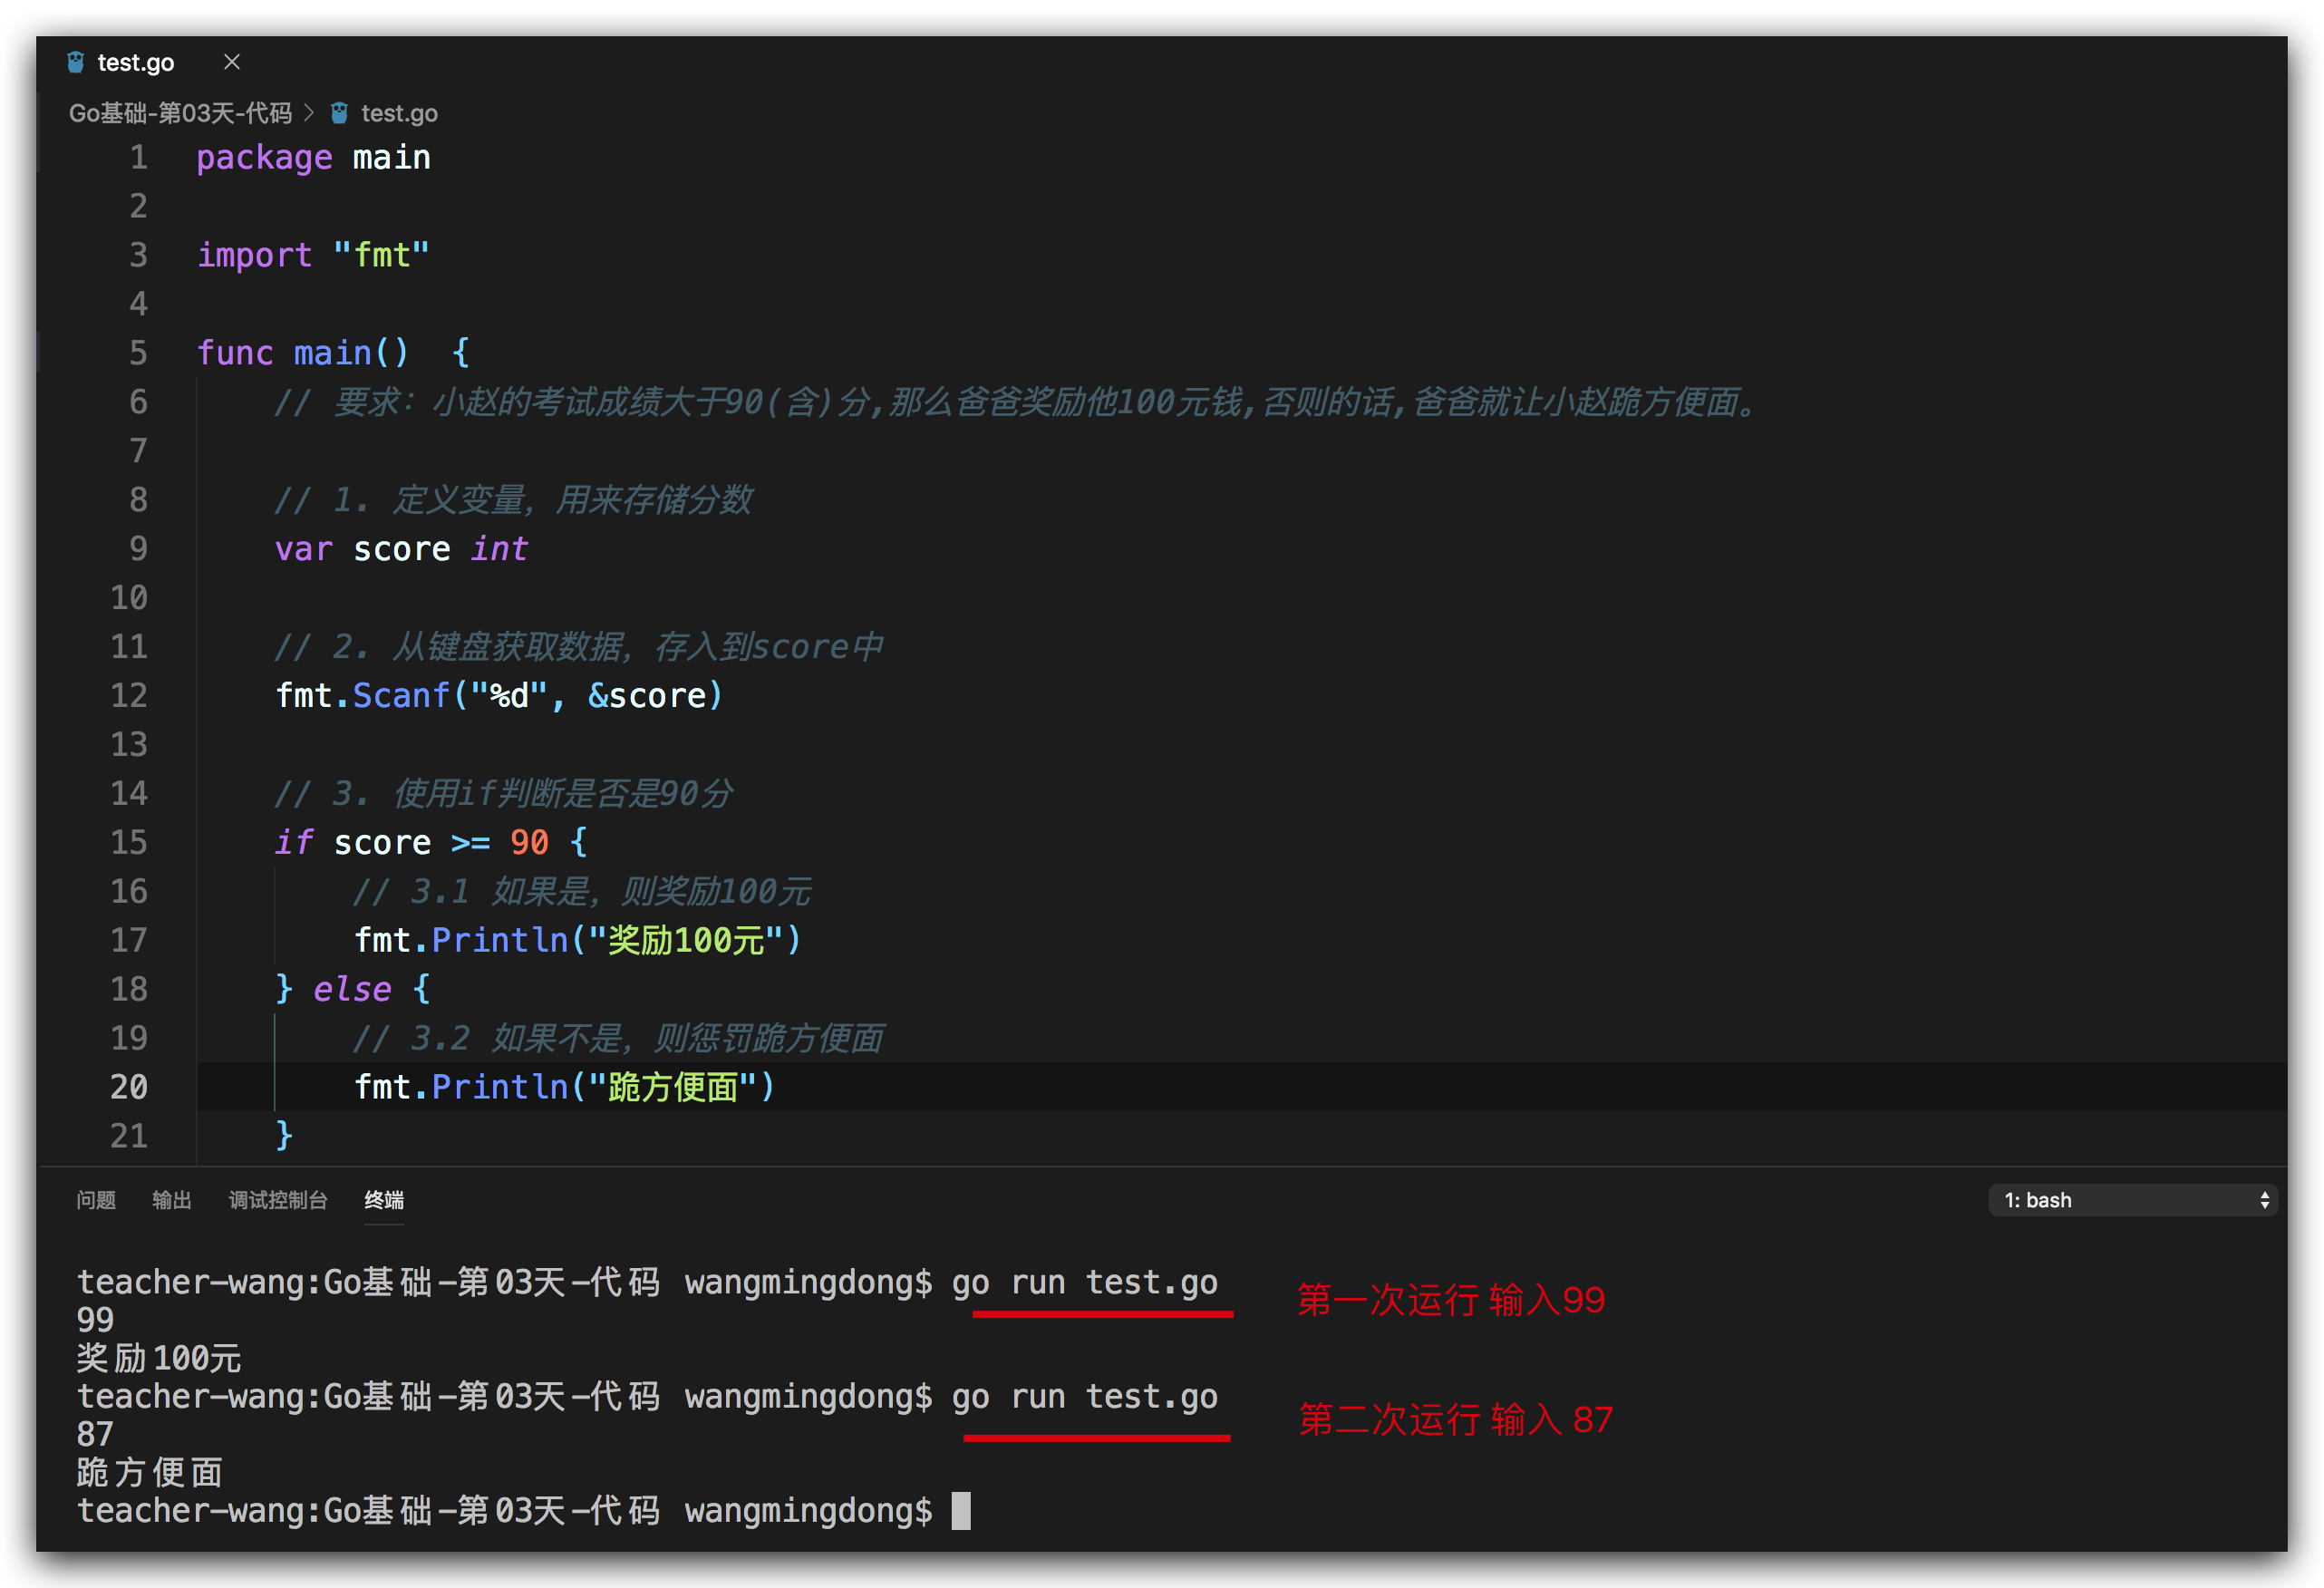 test.go
Go基础-第03天-代码 > test.go
1 package main
2
3 import "fmt"
4
5 func main()  {
6 // 要求：小赵的考试成绩大于90(含)分,那么爸爸奖励他100元钱,否则的话,爸爸就让小赵跪方便面。
7
8 // 1. 定义变量，用来存储分数
9 var score int
10
11 // 2. 从键盘获取数据，存入到score中
12 fmt.Scanf("%d", &score)
13
14 // 3. 使用if判断是否是90分
15 if score >= 90 {
16 // 3.1 如果是，则奖励100元
17 fmt.Println("奖励100元")
18 } else {
19 // 3.2 如果不是，则惩罚跪方便面
20 fmt.Println("跪方便面")
21 }
问题 输出 调试控制台 终端 1: bash
teacher-wang:Go基础-第03天-代码 wangmingdong$ go run test.go 第一次运行 输入99
99
奖励100元
teacher-wang:Go基础-第03天-代码 wangmingdong$ go run test.go 第二次运行 输入 87
87
跪方便面
teacher-wang:Go基础-第03天-代码 wangmingdong$